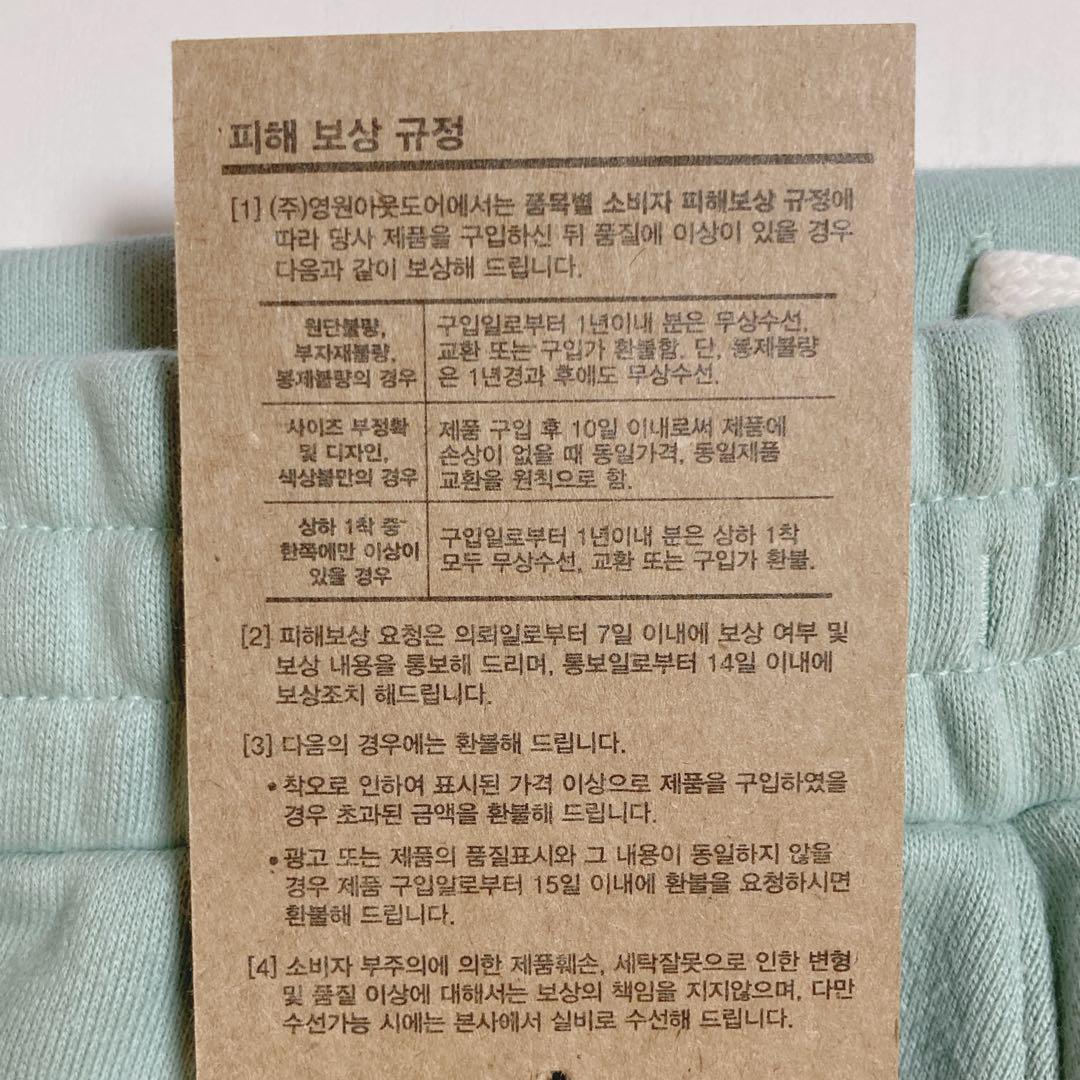 피해 보상 규정
[1] (주)영원아웃도어에서는 품목별 소비자 피해보상 규정에
따라 당사 제품을 구입하신 뒤 품질에 이상이 있을 경우
다음과 같이 보상해 드립니다.
원단불량,
부자재불량,
봉제불량의 경우
구입일로부터 1년이내 분은 무상수선,
교환 또는 구입가 환불함. 단, 봉제불량
은 1년경과 후에도 무상수선.
사이즈 부정확
및 디자인,
색상불만의 경우
제품 구입 후 10일 이내로써 제품에
손상이 없을 때 동일가격, 동일제품
교환을 원칙으로 함.
상하 1착 중
한쪽에만 이상이
있을 경우
구입일로부터 1년이내 분은 상하 1착
모두 무상수선, 교환 또는 구입가 환불.
[2] 피해보상 요청은 의뢰일로부터 7일 이내에 보상 여부 및
보상 내용을 통보해 드리며, 통보일로부터 14일 이내에
보상조치 해드립니다.
[3] 다음의 경우에는 환불해 드립니다.
• 착오로 인하여 표시된 가격 이상으로 제품을 구입하였을
경우 초과된 금액을 환불해 드립니다.
• 광고 또는 제품의 품질표시와 그 내용이 동일하지 않을
경우 제품 구입일로부터 15일 이내에 환불을 요청하시면
환불해 드립니다.
[4] 소비자 부주의에 의한 제품훼손, 세탁잘못으로 인한 변형
및 품질 이상에 대해서는 보상의 책임을 지지않으며, 다만
수선가능 시에는 본사에서 실비로 수선해 드립니다.